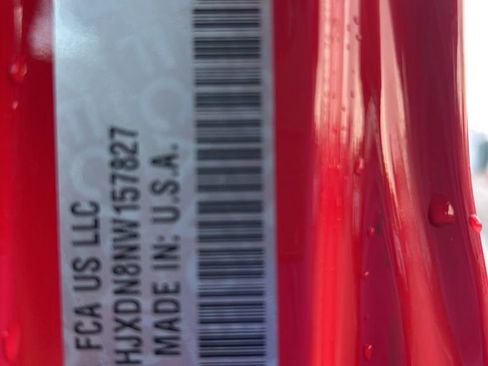 FCA US LLC
HJXDN8NW157827
MADE IN: U.S.A.